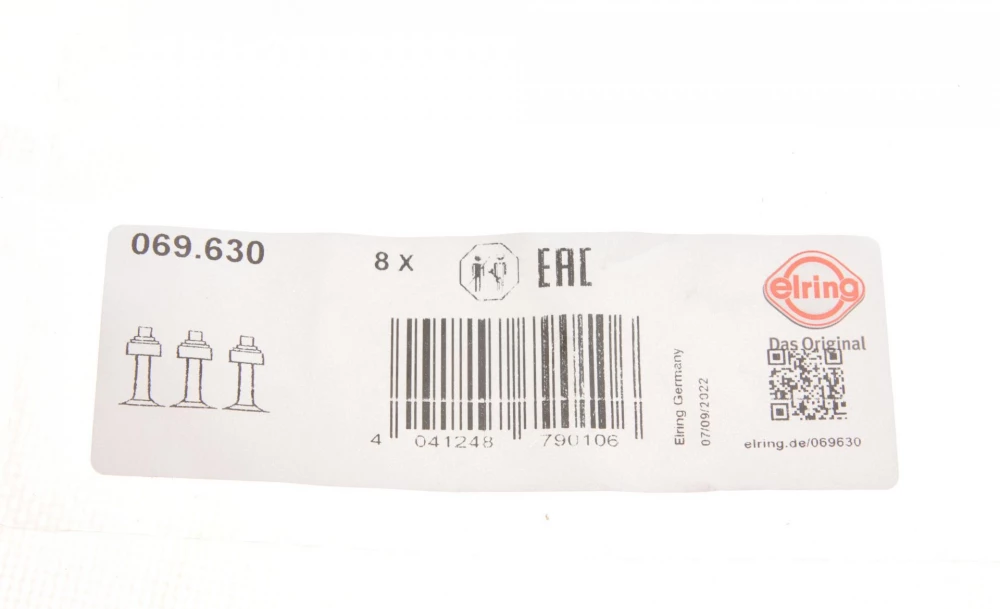 069.630
8 x
EAC
elring
Das Original
Elring Germany
07/09/2022
4 041248 790106
elring.de/069630